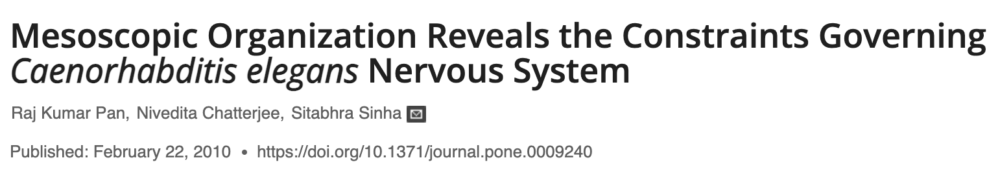 Mesoscopic Organization Reveals the Constraints Governing
Caenorhabditis elegans Nervous System
Raj Kumar Pan, Nivedita Chatterjee, Sitabhra Sinha
Published: February 22, 2010 • https://doi.org/10.1371/journal.pone.0009240